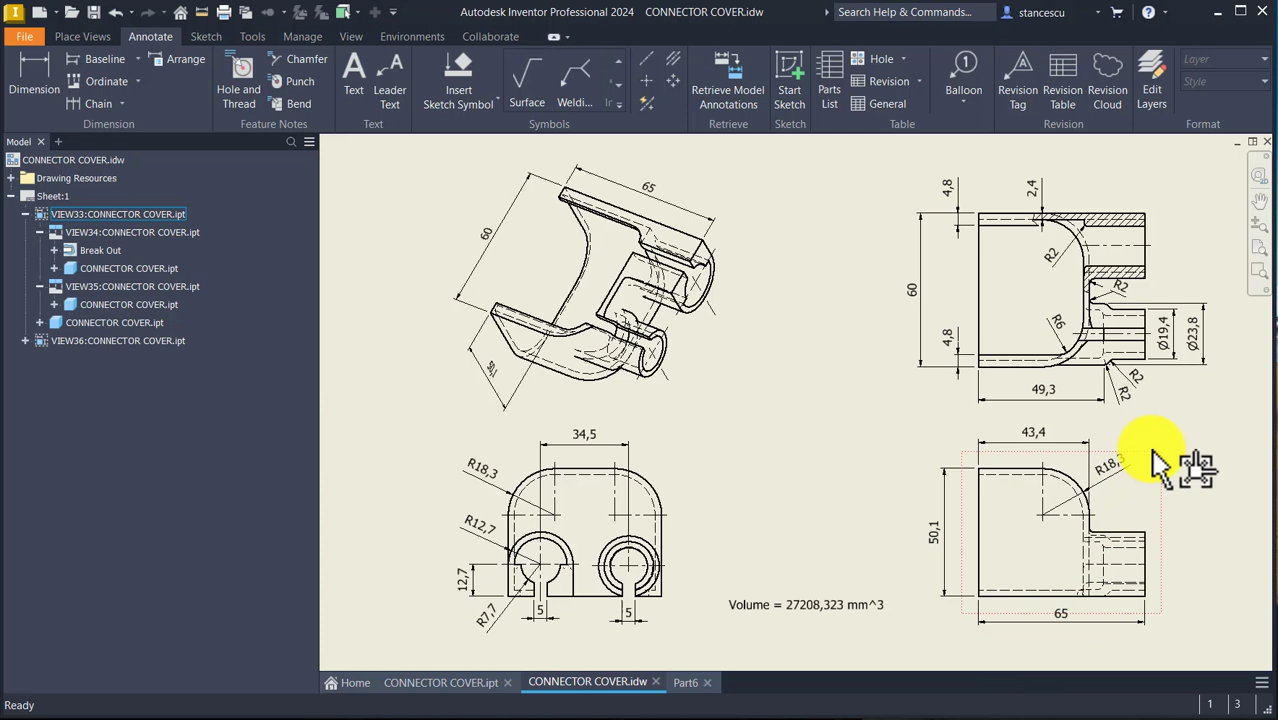 Autodesk Inventor Professional 2024 CONNECTOR COVER.idw
Search Help & Commands...
stancescu
File Place Views Annotate Sketch Tools Manage View Environments Collaborate
Dimension
Baseline
Arrange
Ordinate
Chain
Dimension
Hole and Thread
Chamfer
Punch
Bend
Feature Notes
Text
Leader Text
Text
Insert Sketch Symbol
Surface
Weldi...
Symbols
Retrieve Model Annotations
Retrieve
Start Sketch
Sketch
Parts List
Hole
Revision
General
Table
Balloon
Revision Tag
Revision Table
Revision Cloud
Revision
Edit Layers
Layer
Style
Format
Model
CONNECTOR COVER.idw
Drawing Resources
Sheet:1
VIEW33:CONNECTOR COVER.ipt
VIEW34:CONNECTOR COVER.ipt
Break Out
CONNECTOR COVER.ipt
VIEW35:CONNECTOR COVER.ipt
CONNECTOR COVER.ipt
CONNECTOR COVER.ipt
VIEW36:CONNECTOR COVER.ipt
65
60
50,1
4,8
2,4
60
R2
R2
R6
4,8
Ø19,4
Ø23,8
R2
R2
49,3
34,5
R18,3
R12,7
12,7
R7,7
5
5
43,4
R18,3
50,1
65
Volume = 27208,323 mm^3
Home CONNECTOR COVER.ipt CONNECTOR COVER.idw Part6
Ready
1 3